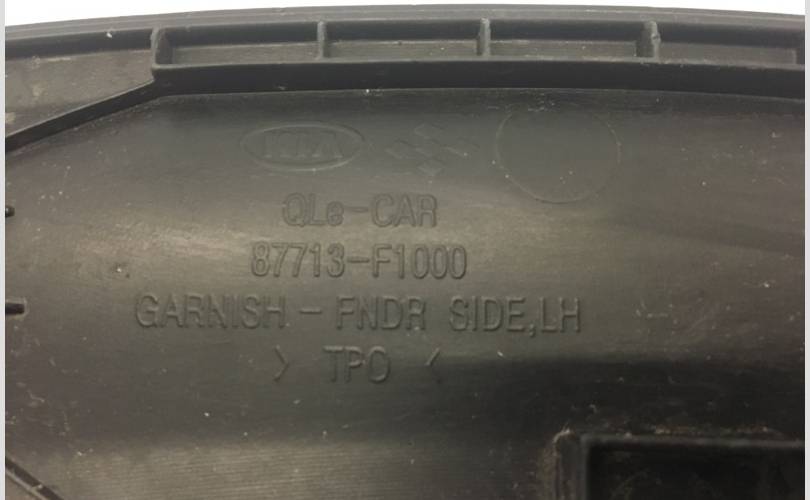 KIA
QLe-CAR
87713-F1000
GARNISH - FNDR SIDE,LH
> TPO <